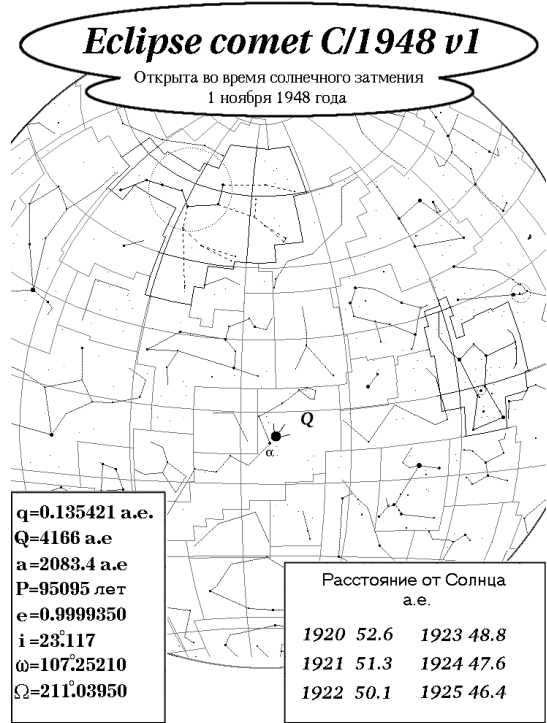 Eclipse comet C/1948 v1
Открыта во время солнечного затмения
1 ноября 1948 года
Q
α
q=0.135421 а.е.
Q=4166 а.е
a=2083.4 а.е
P=95095 лет
e=0.9999350
i=23°.117
ω=107°.25210
Ω=211°.03950
Расстояние от Солнца
а.е.
1920 52.6 1923 48.8
1921 51.3 1924 47.6
1922 50.1 1925 46.4